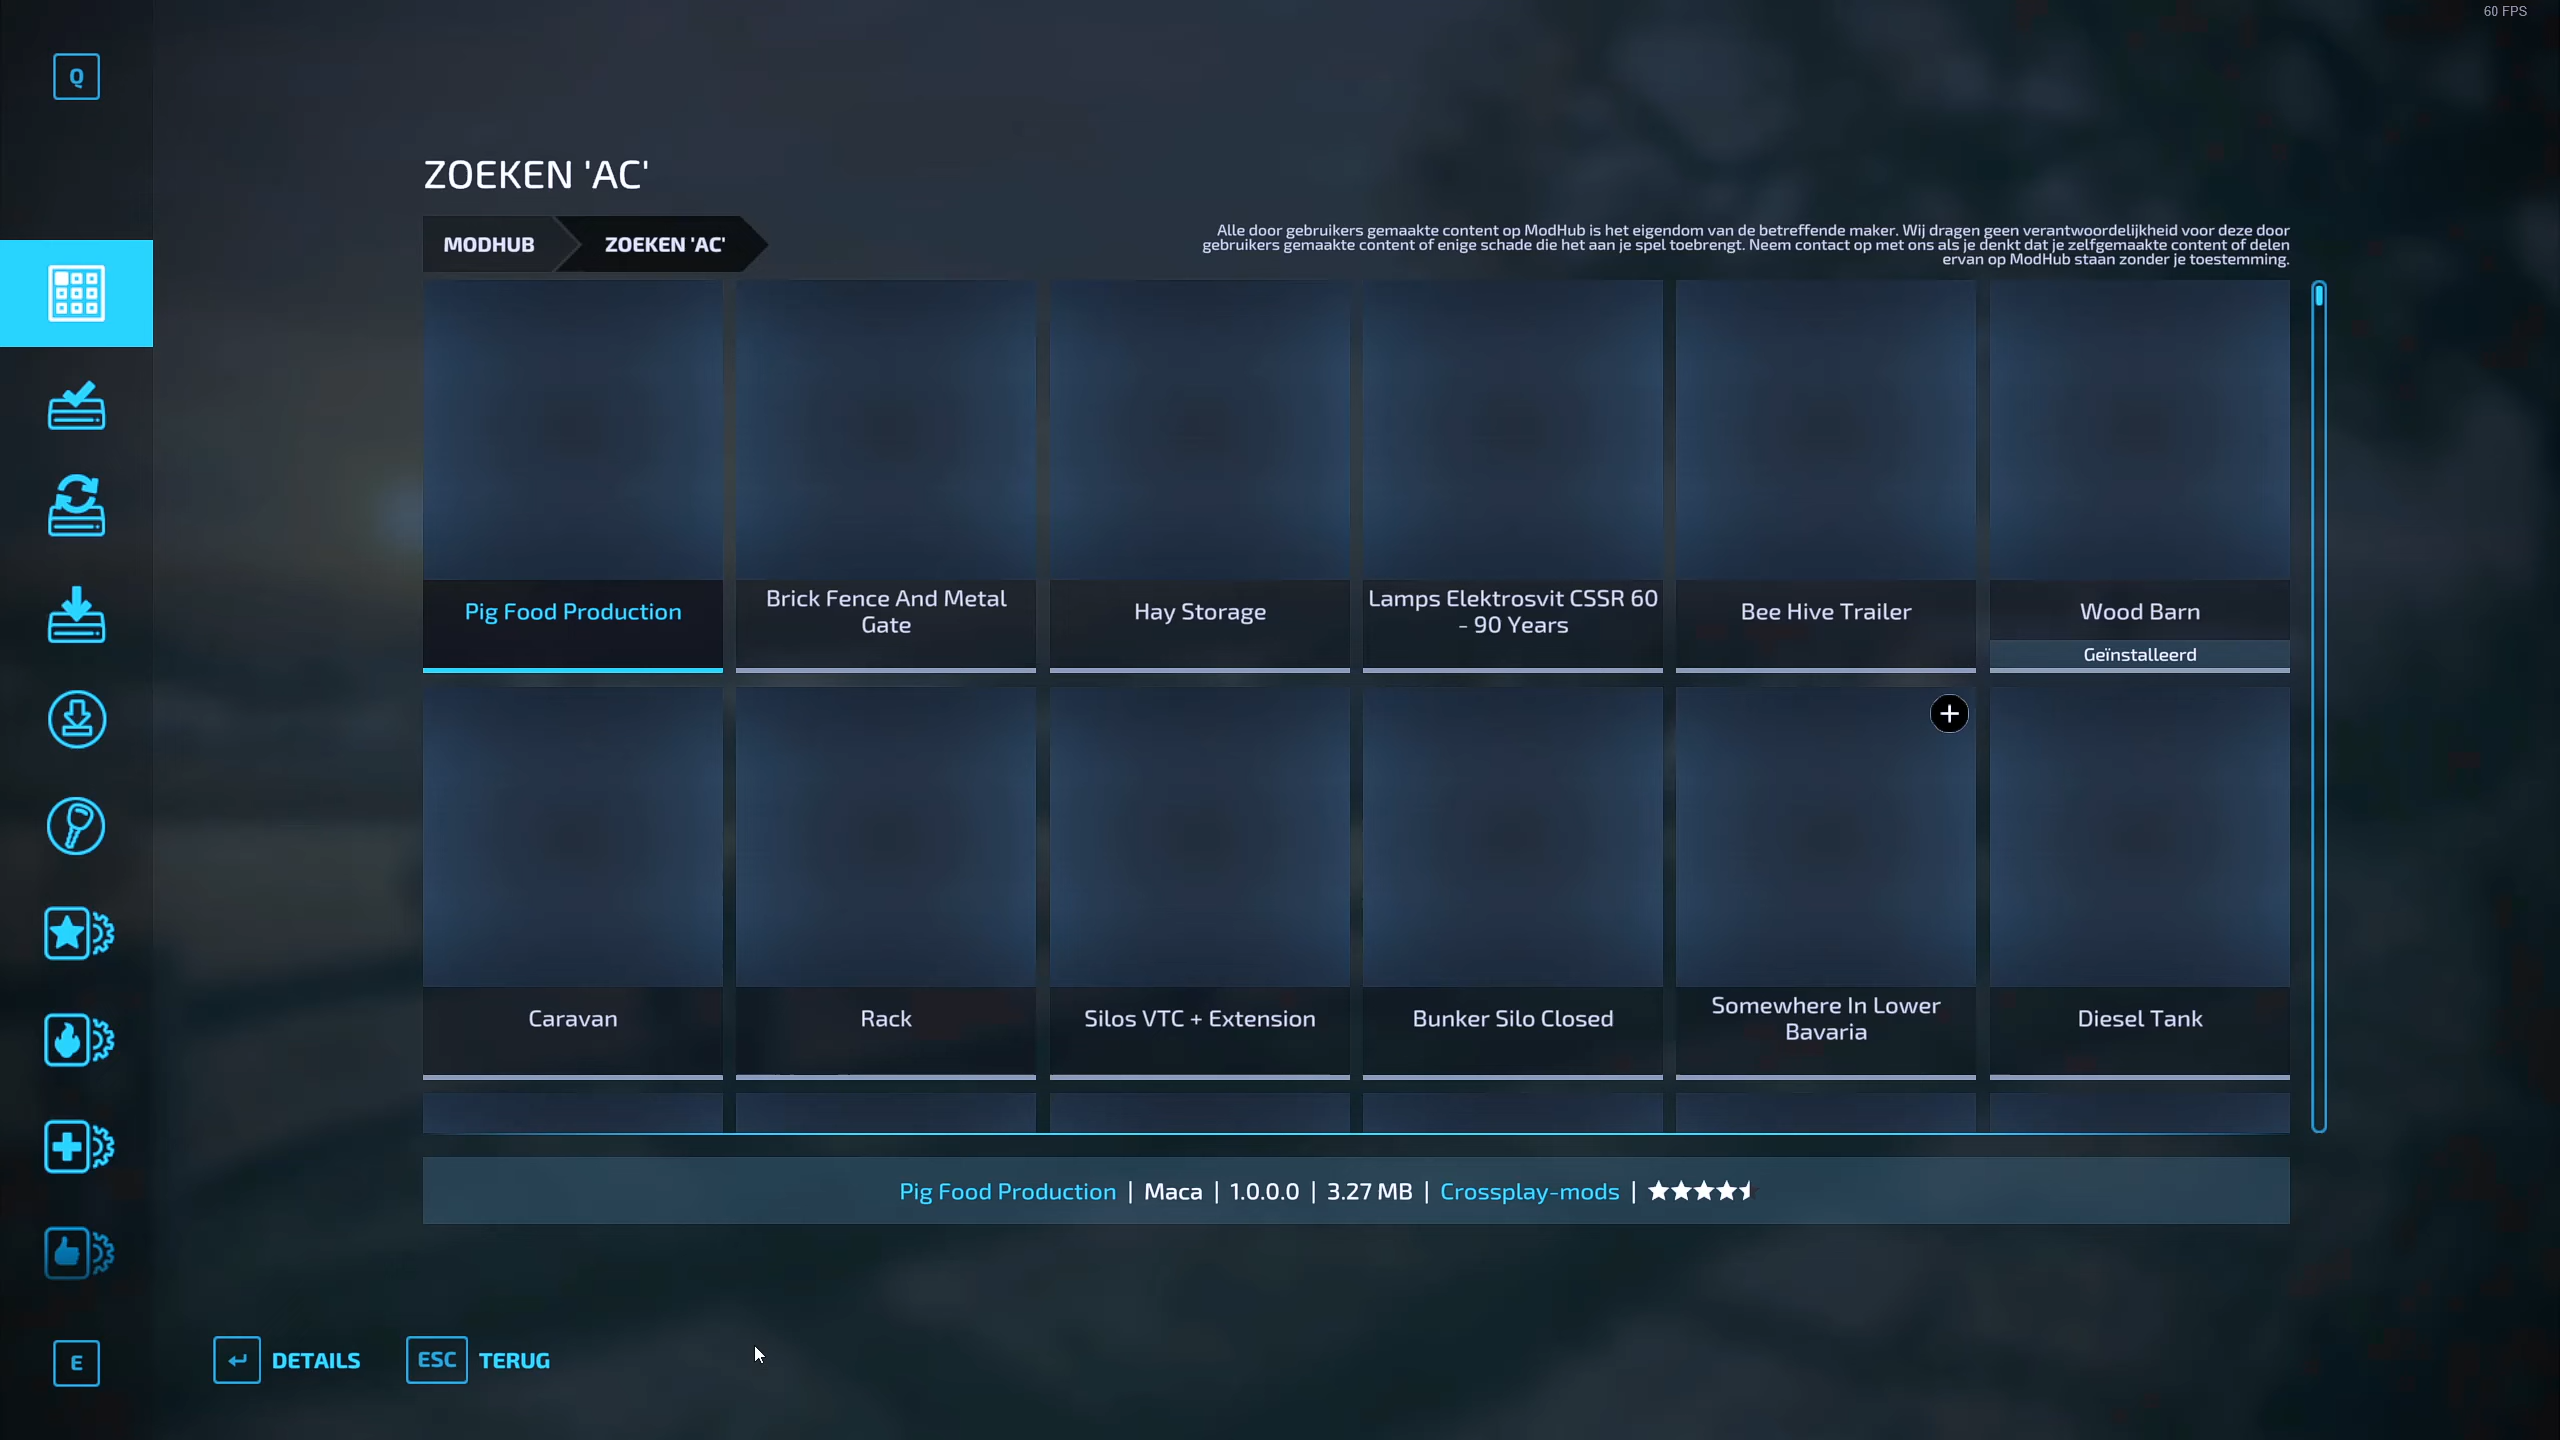 60 FPS
Q
ZOEKEN 'AC'
MODHUB
ZOEKEN 'AC'
Alle door gebruikers gemaakte content op ModHub is het eigendom van de betreffende maker. Wij dragen geen verantwoordelijkheid voor deze door
gebruikers gemaakte content of enige schade die het aan je spel toebrengt. Neem contact op met ons als je denkt dat je zelfgemaakte content of delen
ervan op ModHub staan zonder je toestemming.
Pig Food Production
Brick Fence And Metal
Gate
Hay Storage
Lamps Elektrosvit CSSR 60
- 90 Years
Bee Hive Trailer
Wood Barn
Geïnstalleerd
Caravan
Rack
Silos VTC + Extension
Bunker Silo Closed
Somewhere In Lower
Bavaria
Diesel Tank
Pig Food Production | Maca | 1.0.0.0 | 3.27 MB | Crossplay-mods |
E
DETAILS
ESC TERUG